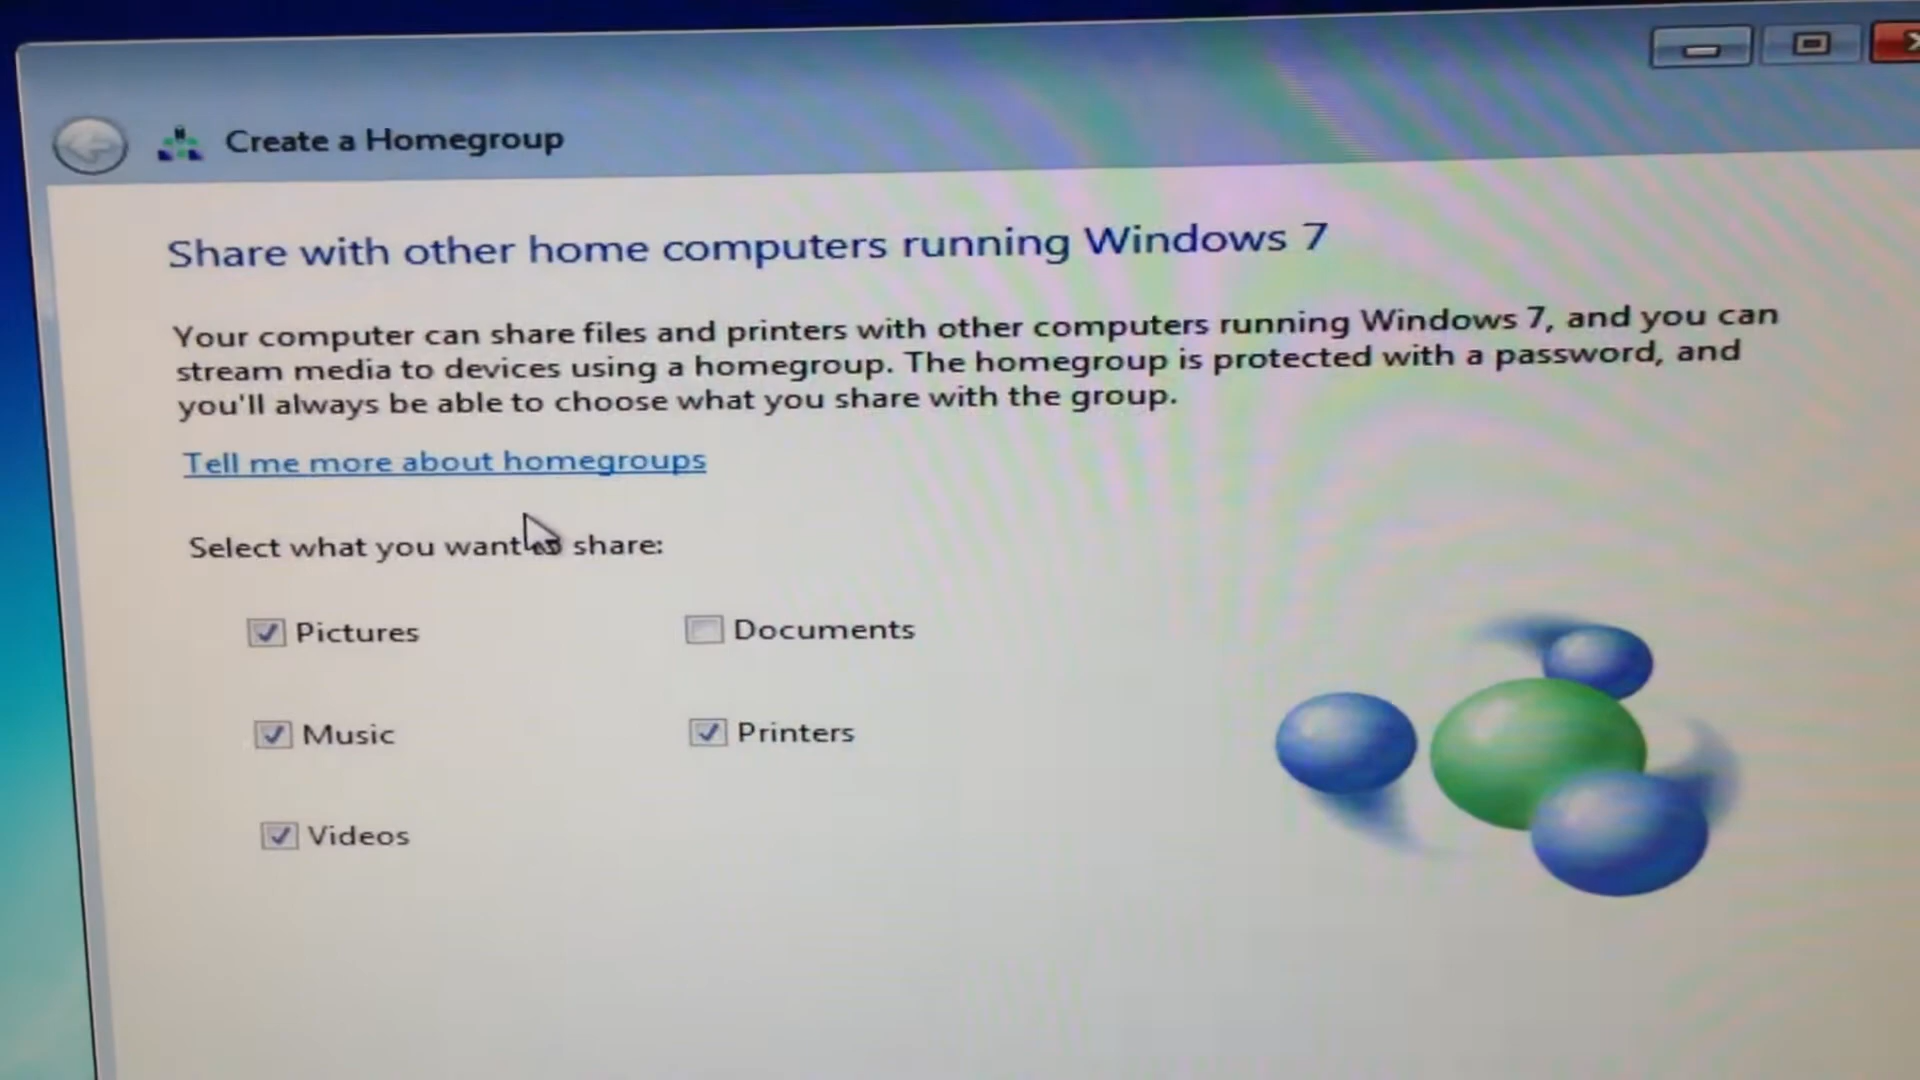 Create a Homegroup
Share with other home computers running Windows 7
Your computer can share files and printers with other computers running Windows 7, and you can
stream media to devices using a homegroup. The homegroup is protected with a password, and
you'll always be able to choose what you share with the group.
Tell me more about homegroups
Select what you want to share:
Pictures
Documents
Music
Printers
Videos